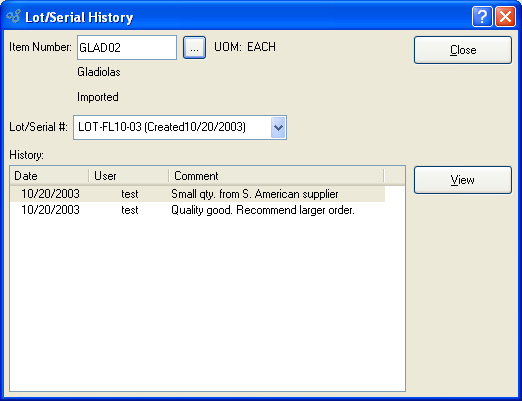 Lot/Serial History
Item Number: GLAD02 ... UOM: EACH Close
Gladiolas
Imported
Lot/Serial #: LOT-FL10-03 (Created10/20/2003)
History:
Date User Comment View
10/20/2003 test Small qty. from S. American supplier
10/20/2003 test Quality good. Recommend larger order.